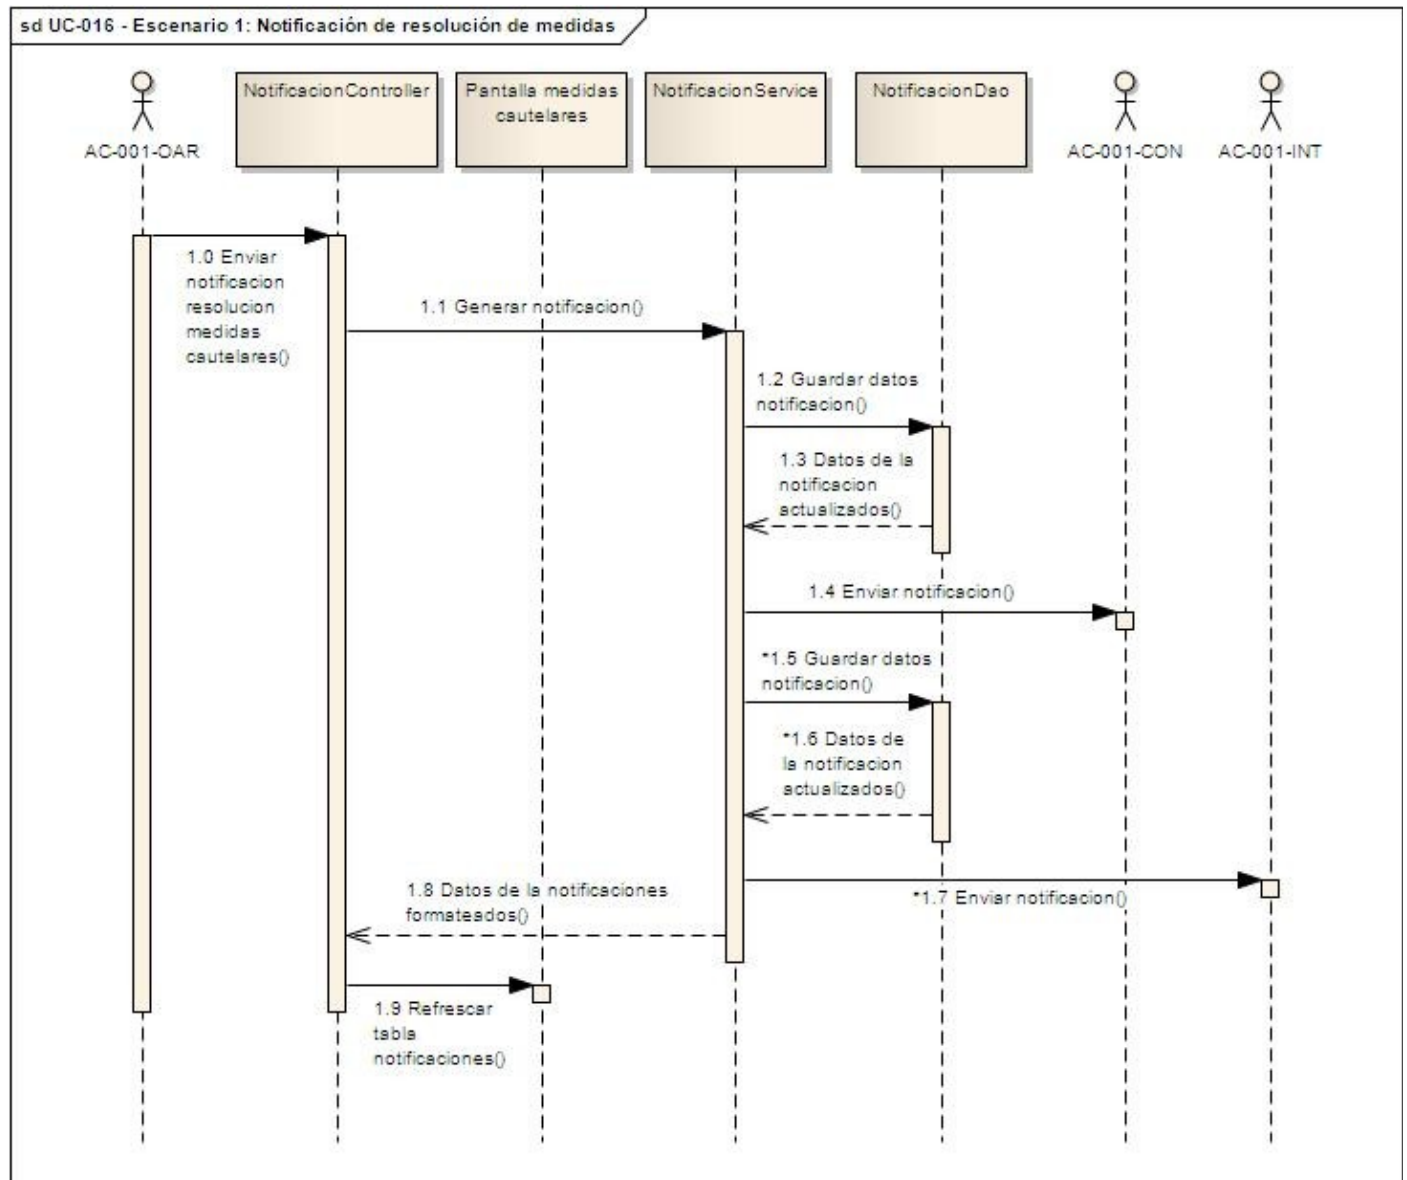 sd UC-016 - Escenario 1: Notificación de resolución de medidas
AC-001-OAR
NotificacionController
Pantalla medidas
cautelares
NotificacionService
NotificacionDao
AC-001-CON
AC-001-INT
1.0 Enviar
notificacion
resolucion
medidas
cautelares()
1.1 Generar notificacion()
1.2 Guardar datos
notificacion()
1.3 Datos de la
notificacion
actualizados()
1.4 Enviar notificacion()
*1.5 Guardar datos
notificacion()
*1.6 Datos de
la notificacion
actualizados()
*1.7 Enviar notificacion()
1.8 Datos de la notificaciones
formateados()
1.9 Refrescar
tabla
notificaciones()